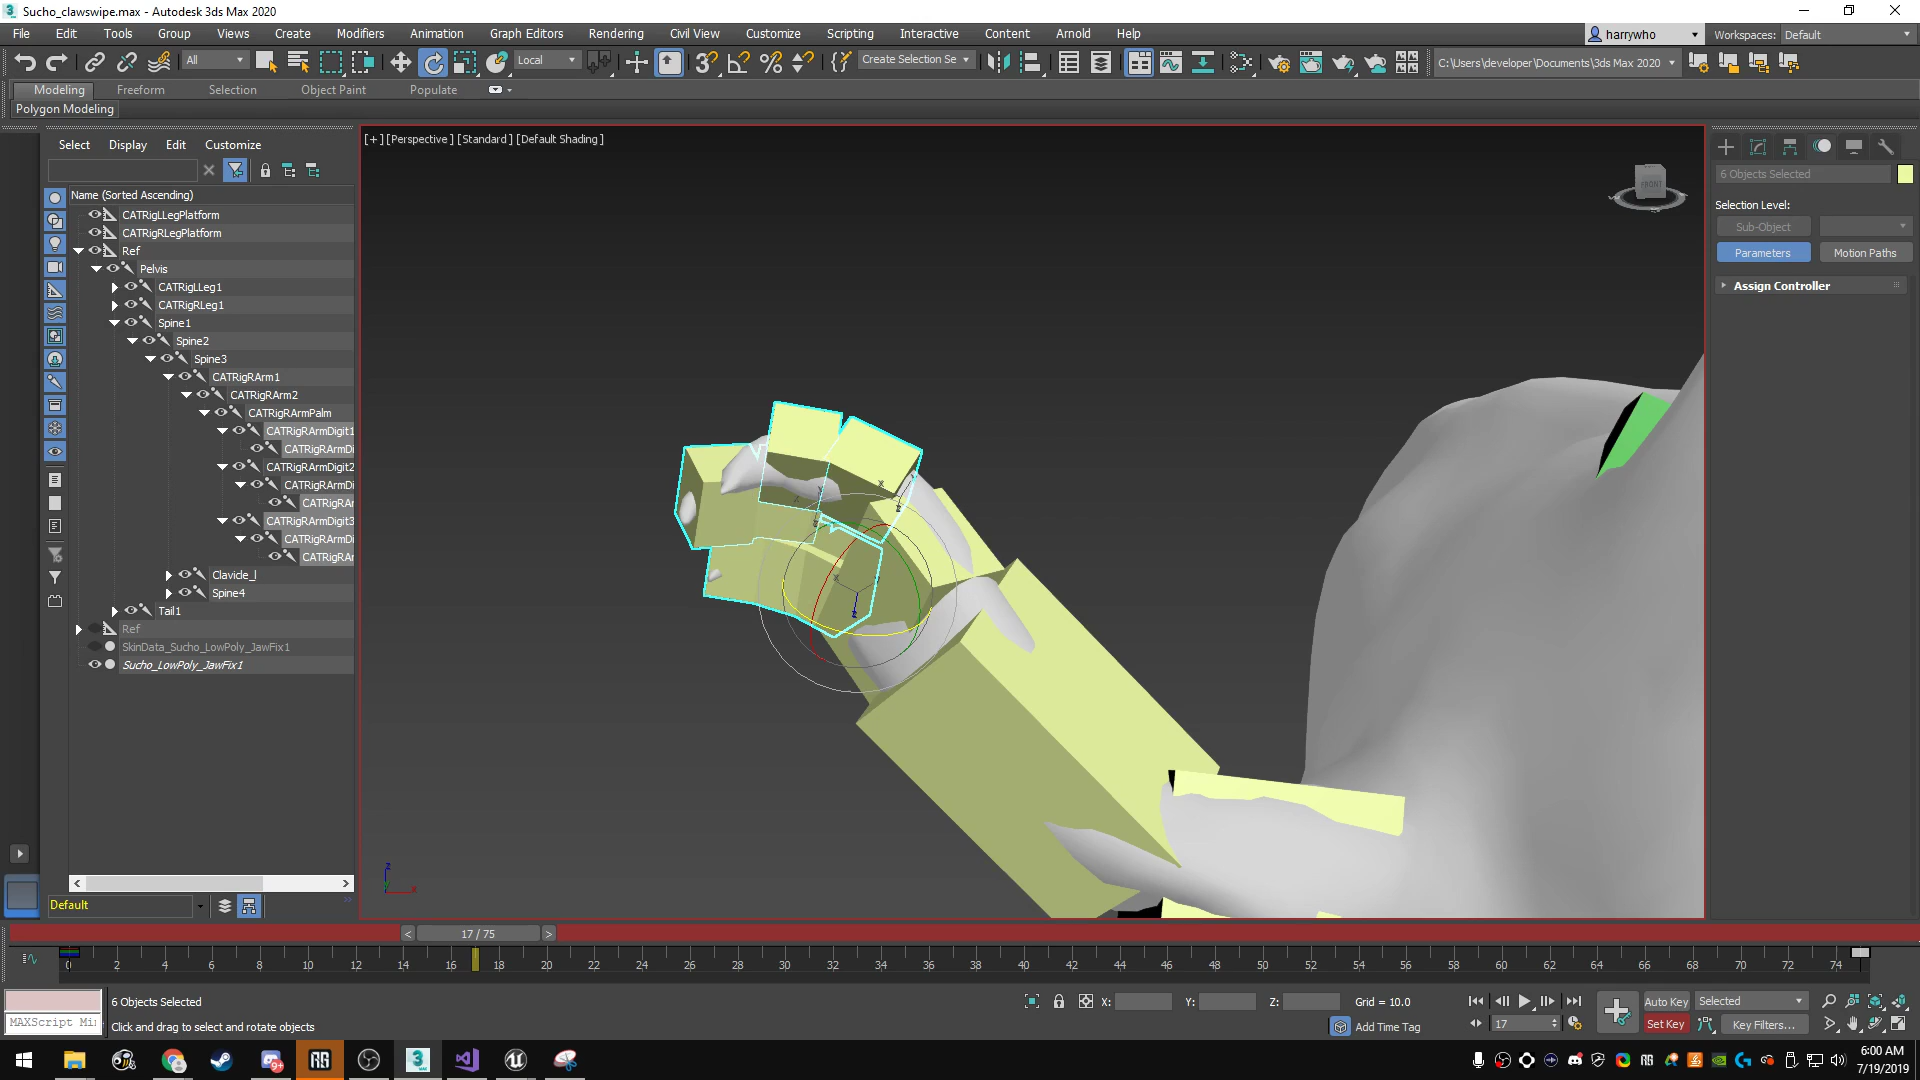 Sucho_clawswipe.max - Autodesk 3ds Max 2020
File Edit Tools Group Views Create Modifiers Animation Graph Editors Rendering Civil View Customize Scripting Interactive Content Arnold Help
harrywho Workspaces: Default
All Local Create Selection Se C:\Users\developer\Documents\3ds Max 2020
Modeling Freeform Selection Object Paint Populate
Polygon Modeling
Select Display Edit Customize
[+] [Perspective] [Standard] [Default Shading]
Name (Sorted Ascending)
CATRigLLegPlatform
CATRigRLegPlatform
Ref
Pelvis
CATRigLLeg1
CATRigRLeg1
Spine1
Spine2
Spine3
CATRigRArm1
CATRigRArm2
CATRigRArmPalm
CATRigRArmDigit1
CATRigRArmDi
CATRigRArmDigit2
CATRigRArmDi
CATRigRAr
CATRigRArmDigit3
CATRigRArmDi
CATRigRAr
Clavicle_l
Spine4
Tail1
Ref
SkinData_Sucho_LowPoly_JawFix1
Sucho_LowPoly_JawFix1
Default
FRONT
6 Objects Selected
Selection Level:
Sub-Object
Parameters Motion Paths
Assign Controller
< 17 / 75 >
0 2 4 6 8 10 12 14 16 18 20 22 24 26 28 30 32 34 36 38 40 42 44 46 48 50 52 54 56 58 60 62 64 66 68 70 72 74
6 Objects Selected X: Y: Z: Grid = 10.0 Auto Key Selected
MAXScript Mi Click and drag to select and rotate objects Add Time Tag 17 Set Key Key Filters...
6:00 AM
7/19/2019